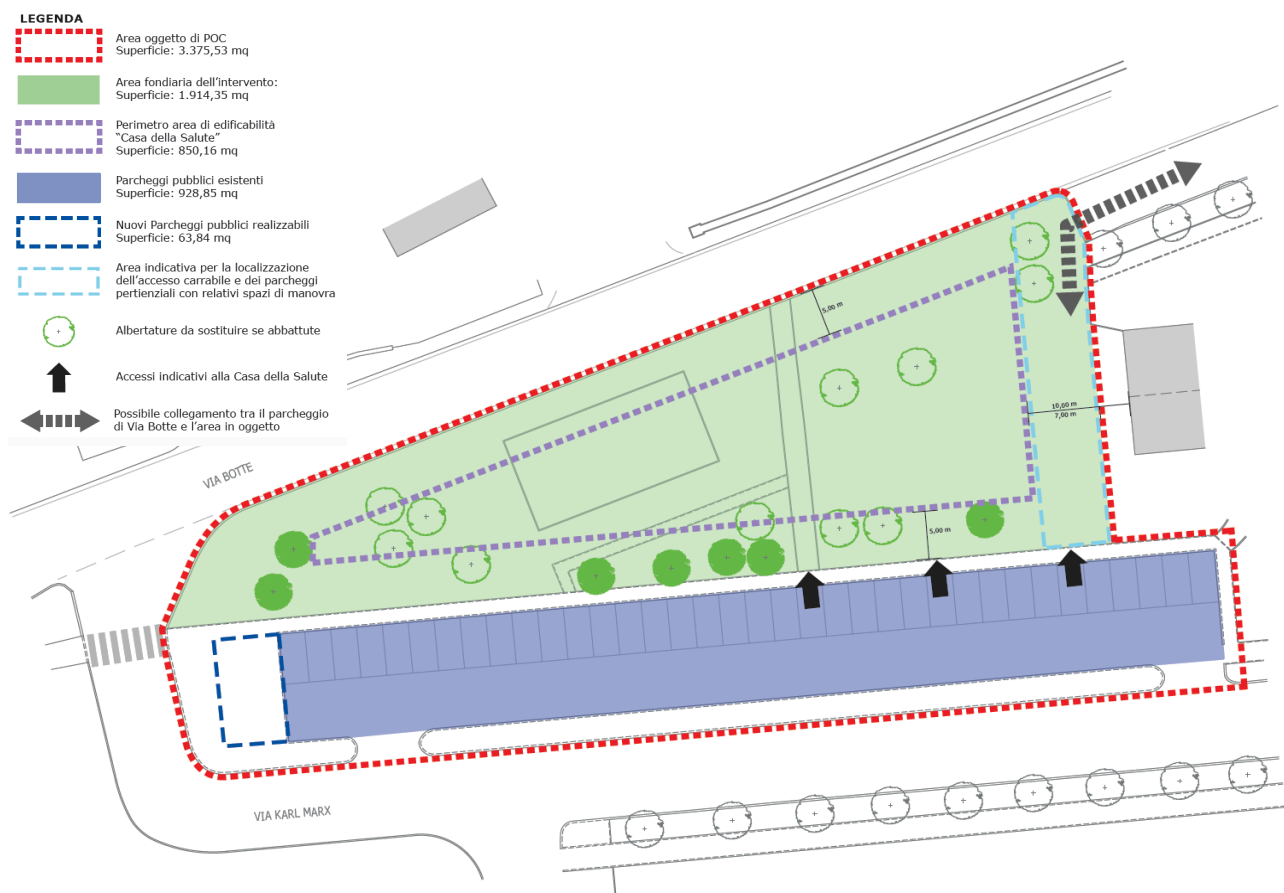 LEGENDA
Area oggetto di POC
Superficie: 3.375,53 mq
Area fondiaria dell'intervento:
Superficie: 1.914,35 mq
Perimetro area di edificabilità
"Casa della Salute"
Superficie: 850,16 mq
Parcheggi pubblici esistenti
Superficie: 928,85 mq
Nuovi Parcheggi pubblici realizzabili
Superficie: 63,84 mq
Area indicativa per la localizzazione
dell'accesso carrabile e dei parcheggi
pertienziali con relativi spazi di manovra
Albertature da sostituire se abbattute
Accessi indicativi alla Casa della Salute
Possibile collegamento tra il parcheggio
di Via Botte e l'area in oggetto
5,00 m
10,00 m
7,00 m
VIA BOTTE
5,00 m
VIA KARL MARX